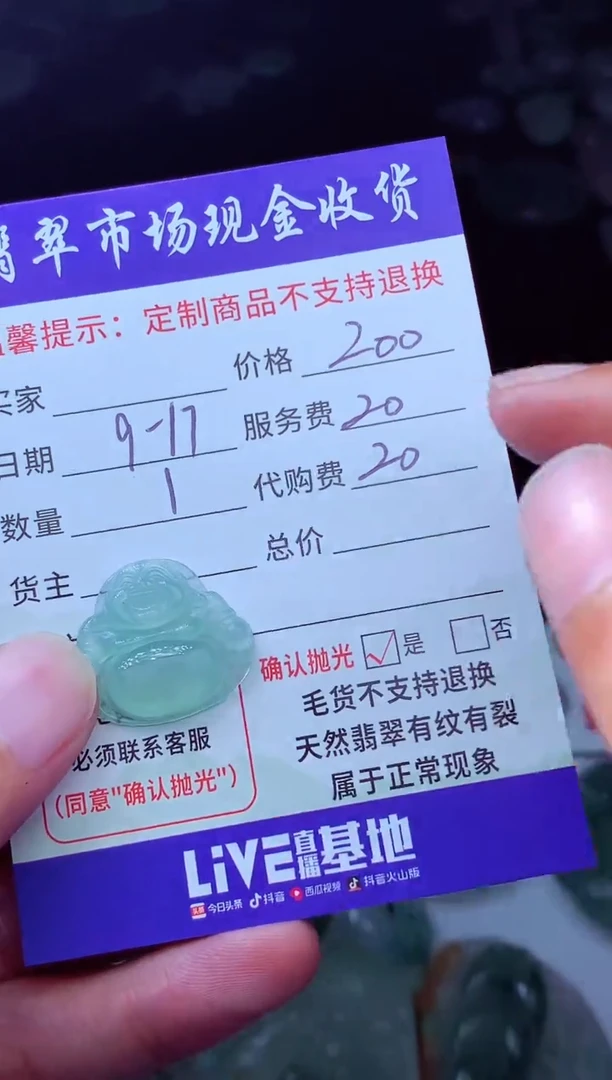 翡翠市场现金收货
温馨提示：定制商品不支持退换
买家 价格 200
日期 9-17 服务费 20
数量 1 代购费 20
货主 总价
确认抛光 是 否
毛货不支持退换
必须联系客服 天然翡翠有纹有裂
(同意"确认抛光") 属于正常现象
LiVE直播基地
头条 今日头条 抖音 西瓜视频 抖音火山版